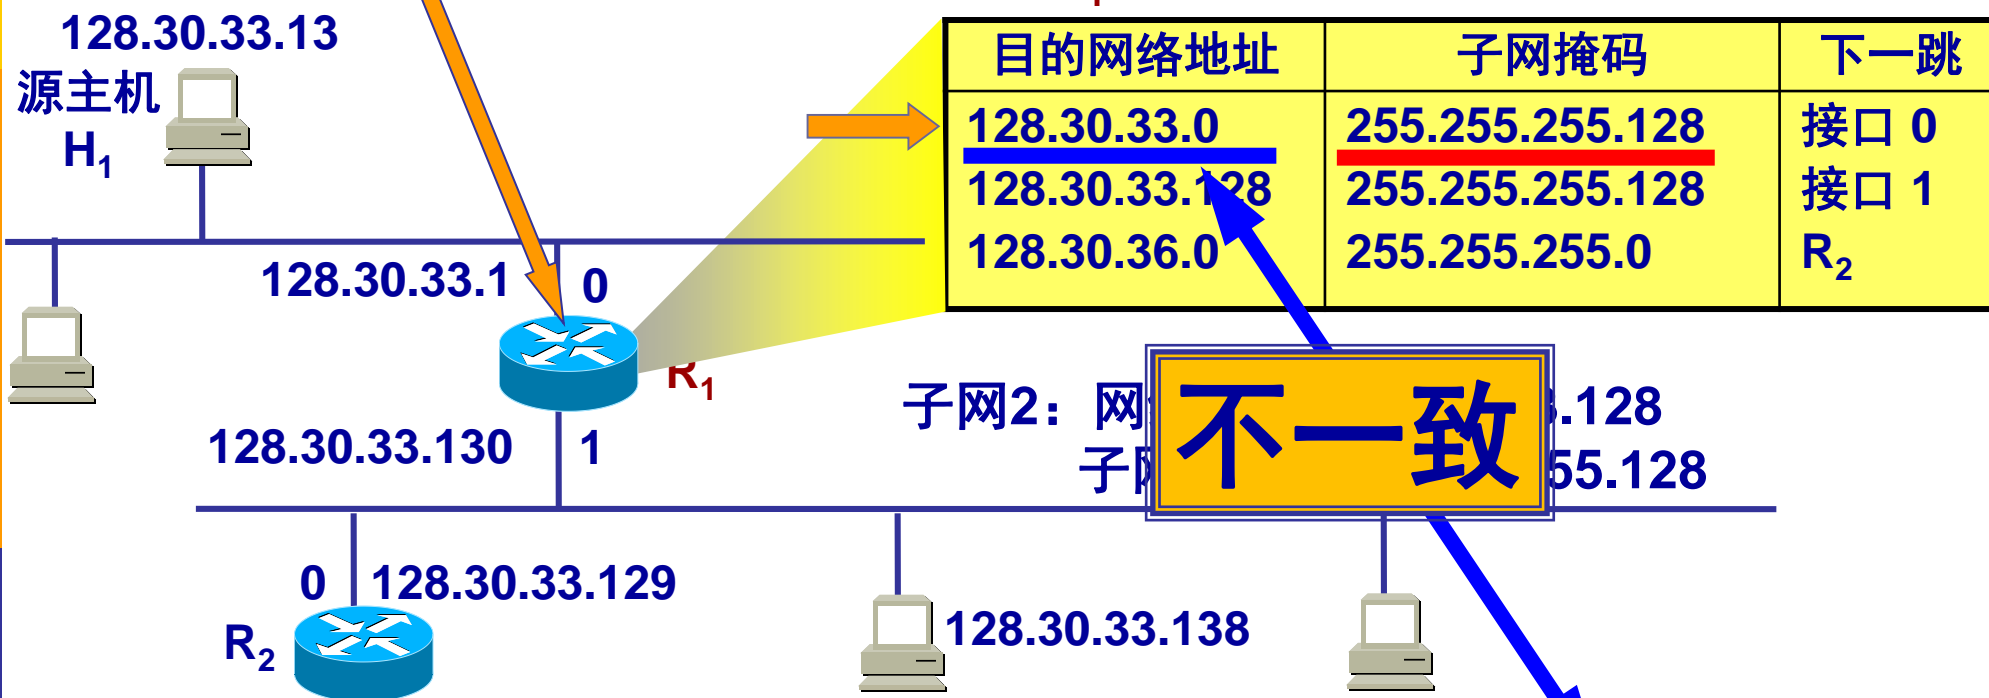 128.30.33.13
源主机
H₁
目的网络地址 子网掩码 下一跳
128.30.33.0 255.255.255.128 接口 0
128.30.33.128 255.255.255.128 接口 1
128.30.36.0 255.255.255.0 R₂
128.30.33.1 0
R₁
子网2：网 .128
子 55.128
不一致
128.30.33.130 1
0 128.30.33.129
R₂
128.30.33.138